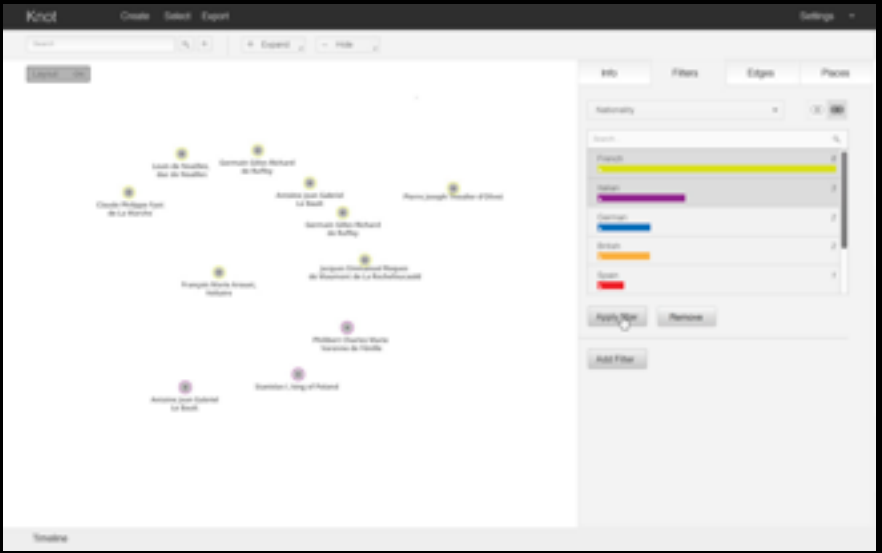 Knot Create Select Export Settings
Search
+ Expand - Hide
Layout
Info Filters Edges Places
Nationality
Search
French
Italian
German
British
Spain
Louis de Noailles,
duc de Noailles
Germain Gilles Richard
de Ruffey
Claude Philippe Fyot
de La Marche
Antoine Jean Gabriel
Le Bault
Pierre Joseph Thoulier d'Olivet
Germain Gilles Richard
de Ruffey
Jacques Emmanuel Roques
de Maumont de La Rochefoucauld
François Marie Arouet,
Voltaire
Apply filter Remove
Philibert Charles Marie
Varenne de Fenille
Add Filter
Stanislas I, king of Poland
Antoine Jean Gabriel
Le Bault
Timeline